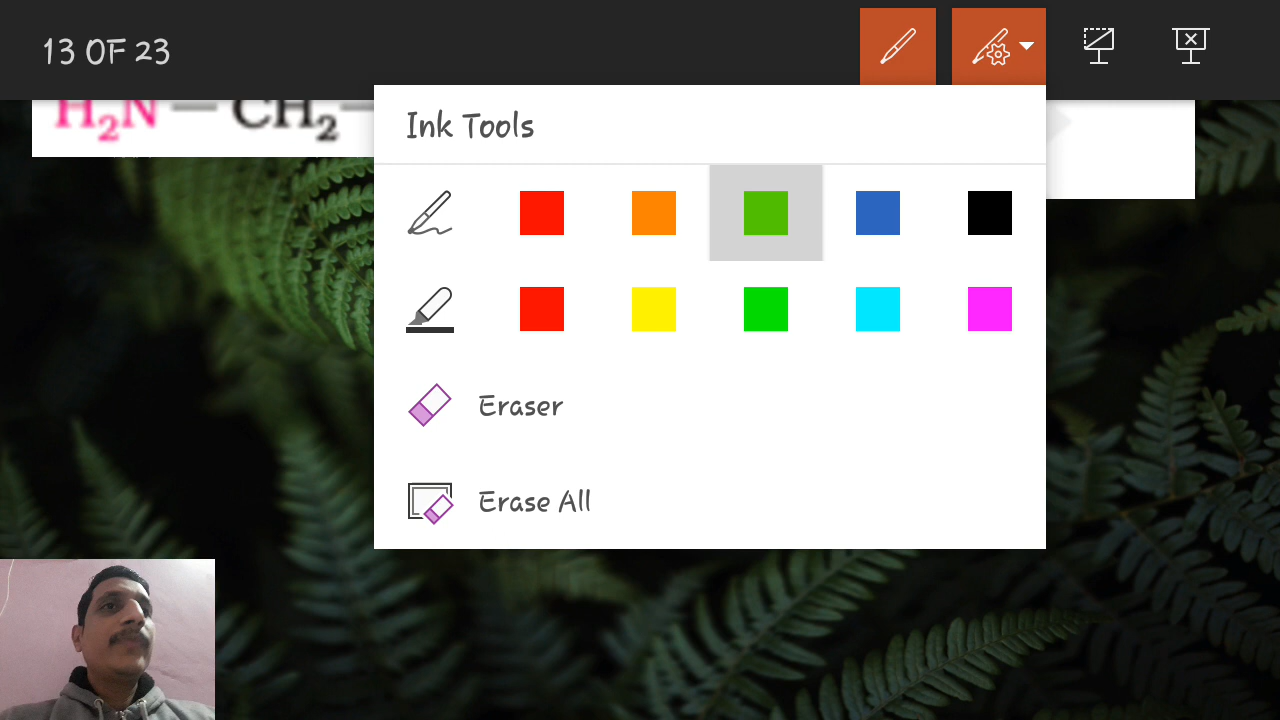 13 OF 23
H₂N — CH₂ —
Ink Tools
Eraser
Erase All